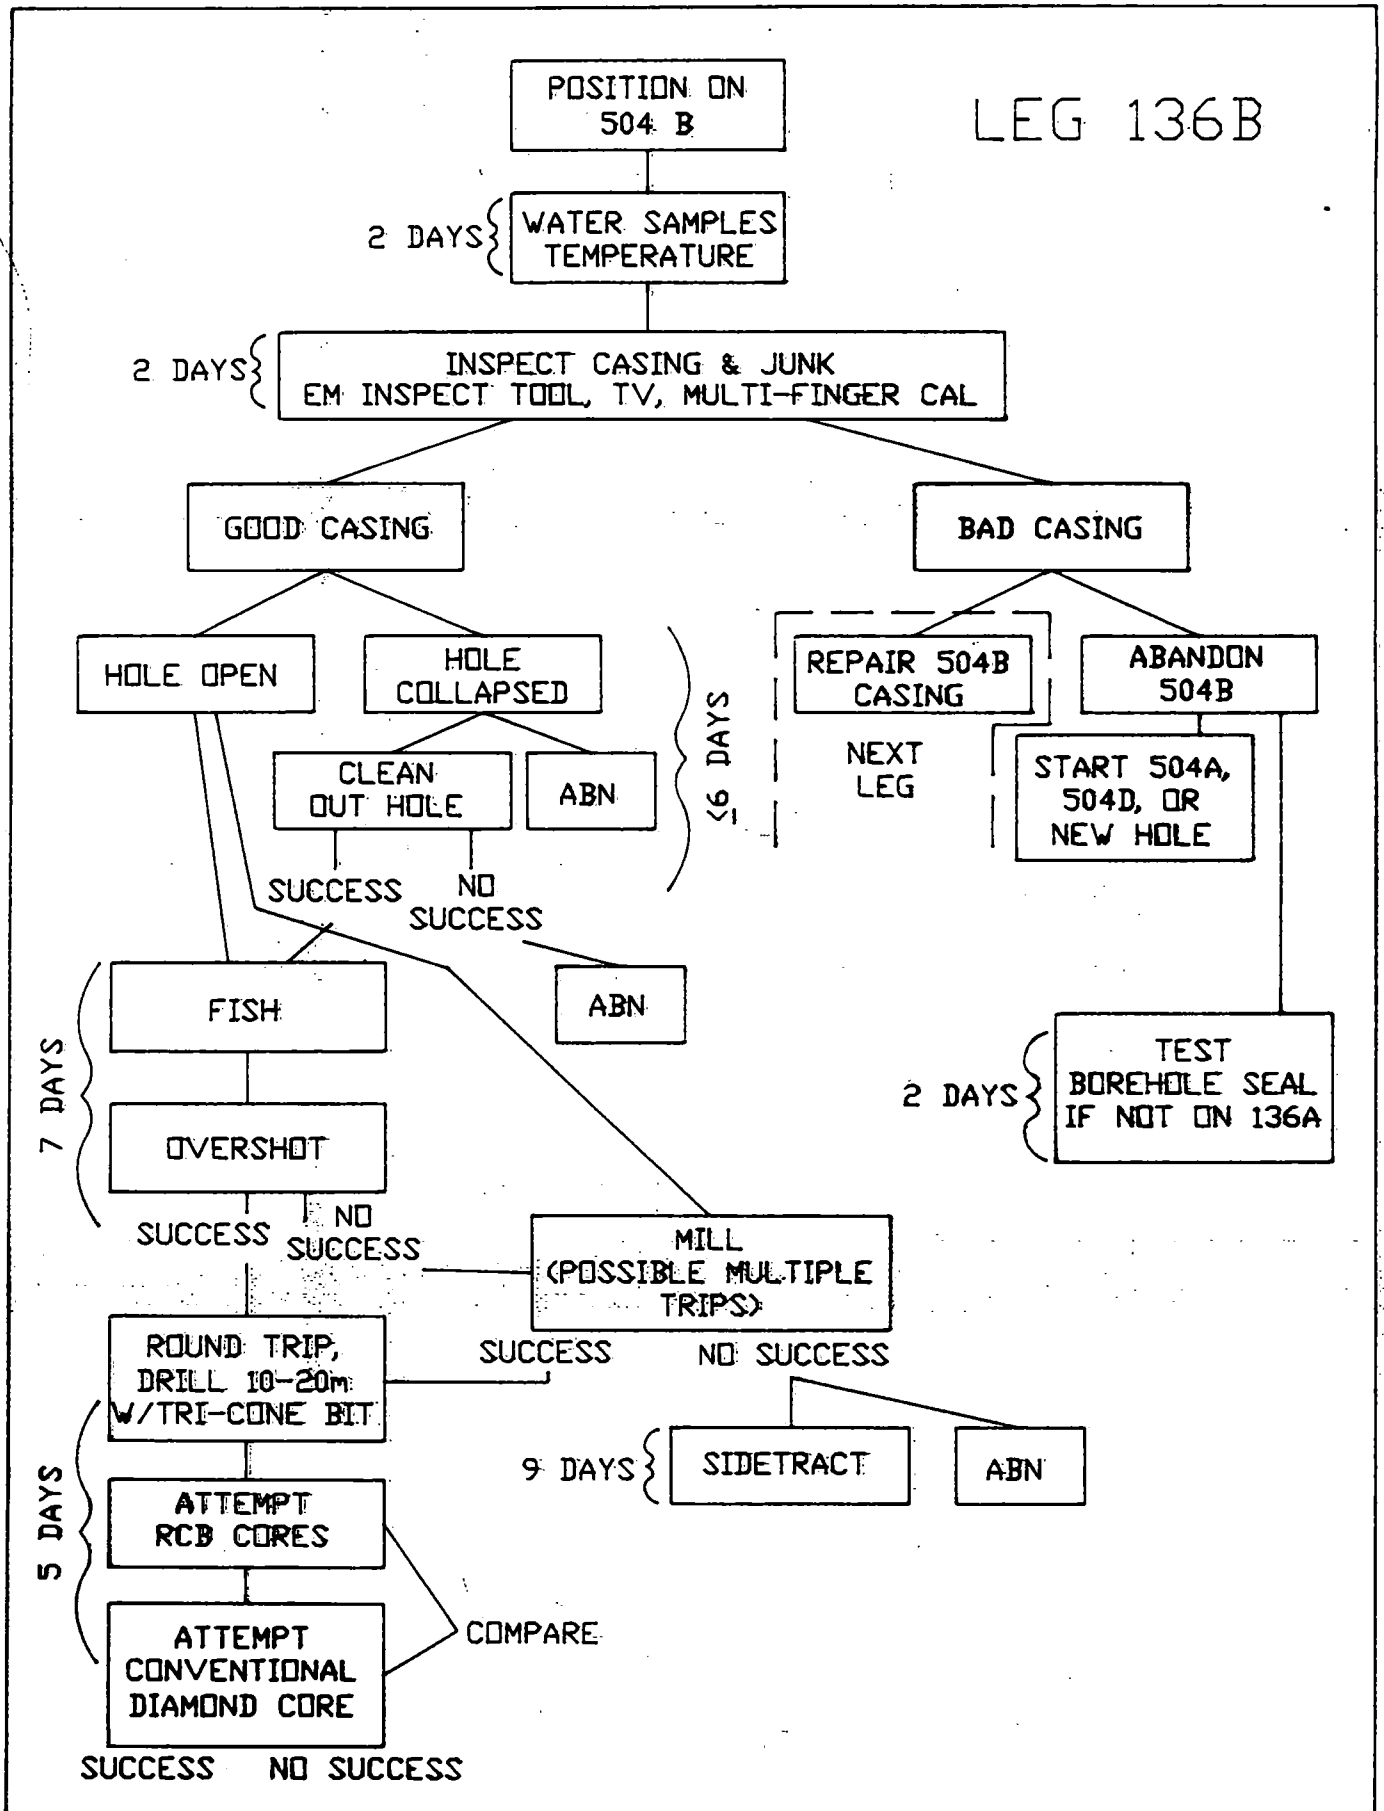 POSITION ON
504 B
LEG 136B
2 DAYS
WATER SAMPLES
TEMPERATURE
2 DAYS
INSPECT CASING & JUNK
EM INSPECT TOOL, TV, MULTI-FINGER CAL
GOOD CASING
BAD CASING
HOLE OPEN
HOLE
COLLAPSED
CLEAN
OUT HOLE
ABN
≤6 DAYS
REPAIR 504B
CASING
NEXT
LEG
ABANDON
504B
START 504A,
504D, OR
NEW HOLE
SUCCESS
NO
SUCCESS
7 DAYS
FISH
ABN
OVERSHOT
2 DAYS
TEST
BOREHOLE SEAL
IF NOT ON 136A
SUCCESS
NO
SUCCESS
MILL
(POSSIBLE MULTIPLE
TRIPS)
SUCCESS
NO SUCCESS
ROUND TRIP,
DRILL 10-20m
W/TRI-CONE BIT
9 DAYS
SIDETRACT
ABN
5 DAYS
ATTEMPT
RCB CORES
COMPARE
ATTEMPT
CONVENTIONAL
DIAMOND CORE
SUCCESS
NO SUCCESS